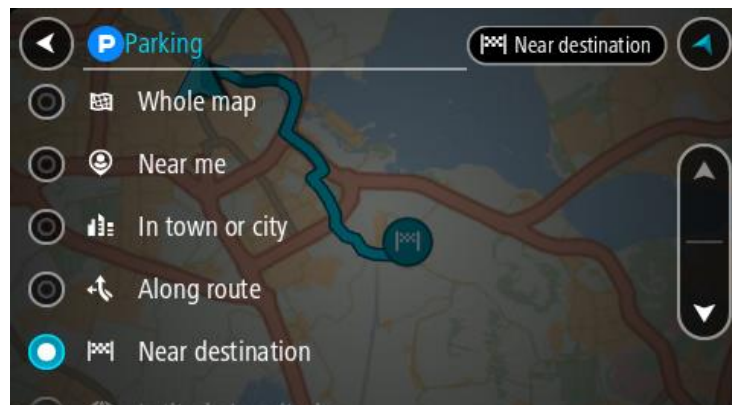 P Parking
Near destination
Whole map
Near me
In town or city
Along route
Near destination